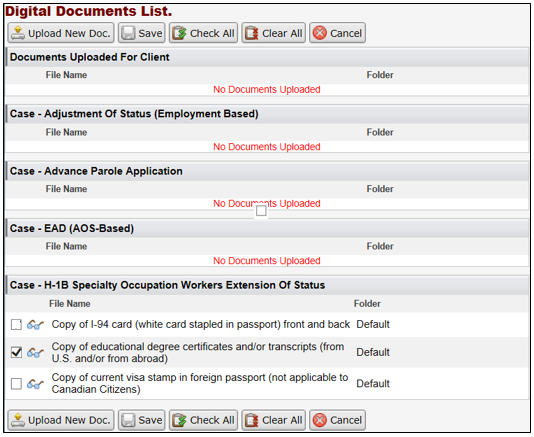 Digital Documents List.
Upload New Doc. Save Check All Clear All Cancel
Documents Uploaded For Client
File Name Folder
No Documents Uploaded
Case - Adjustment Of Status (Employment Based)
File Name Folder
No Documents Uploaded
Case - Advance Parole Application
File Name Folder
No Documents Uploaded
Case - EAD (AOS-Based)
File Name Folder
No Documents Uploaded
Case - H-1B Specialty Occupation Workers Extension Of Status
File Name Folder
Copy of I-94 card (white card stapled in passport) front and back Default
Copy of educational degree certificates and/or transcripts (from
U.S. and/or from abroad) Default
Copy of current visa stamp in foreign passport (not applicable to
Canadian Citizens) Default
Upload New Doc. Save Check All Clear All Cancel